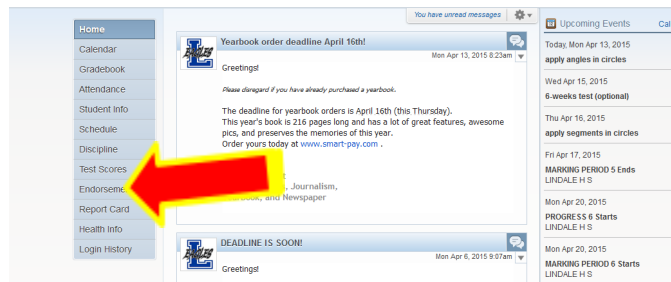 You have unread messages
Home
Calendar
Gradebook
Attendance
Student Info
Schedule
Discipline
Test Scores
Endorseme
Report Card
Health Info
Login History
EAGLES
L
Yearbook order deadline April 16th!
Mon Apr 13, 2015 8:23am
Greetings!
Please disregard if you have already purchased a yearbook.
The deadline for yearbook orders is April 16th (this Thursday).
This year's book is 216 pages long and has a lot of great features, awesome
pics, and preserves the memories of this year.
Order yours today at www.smart-pay.com .
, Journalism,
and Newspaper
EAGLES
L
DEADLINE IS SOON!
Mon Apr 6, 2015 9:07am
Greetings!
Upcoming Events
Cal
Today, Mon Apr 13, 2015
apply angles in circles
Wed Apr 15, 2015
6-weeks test (optional)
Thu Apr 16, 2015
apply segments in circles
Fri Apr 17, 2015
MARKING PERIOD 5 Ends
LINDALE H S
Mon Apr 20, 2015
PROGRESS 6 Starts
LINDALE H S
Mon Apr 20, 2015
MARKING PERIOD 6 Starts
LINDALE H S